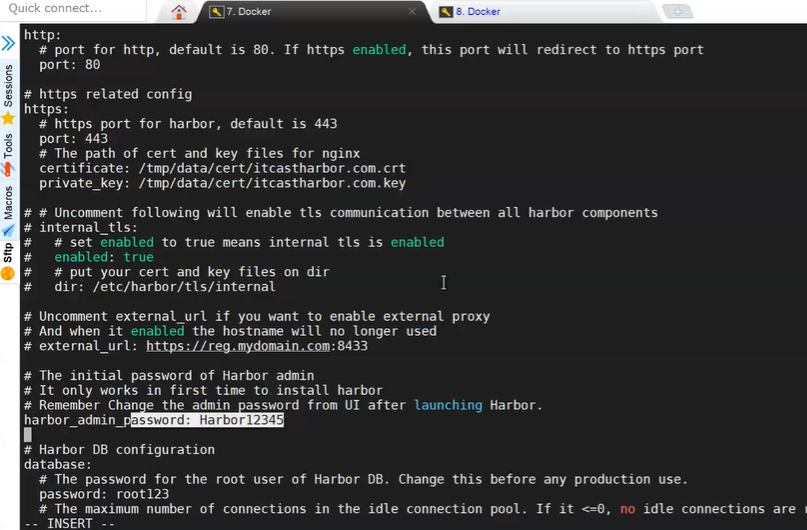 Quick connect...
7. Docker
8. Docker
Sessions
Tools
Macros
Sftp
http:
# port for http, default is 80. If https enabled, this port will redirect to https port
port: 80
# https related config
https:
# https port for harbor, default is 443
port: 443
# The path of cert and key files for nginx
certificate: /tmp/data/cert/itcastharbor.com.crt
private_key: /tmp/data/cert/itcastharbor.com.key
# # Uncomment following will enable tls communication between all harbor components
# internal_tls:
#   # set enabled to true means internal tls is enabled
#   enabled: true
#   # put your cert and key files on dir
#   dir: /etc/harbor/tls/internal
# Uncomment external_url if you want to enable external proxy
# And when it enabled the hostname will no longer used
# external_url: https://reg.mydomain.com:8433
# The initial password of Harbor admin
# It only works in first time to install harbor
# Remember Change the admin password from UI after launching Harbor.
harbor_admin_password: Harbor12345
# Harbor DB configuration
database:
# The password for the root user of Harbor DB. Change this before any production use.
password: root123
# The maximum number of connections in the idle connection pool. If it <=0, no idle connections are
-- INSERT --